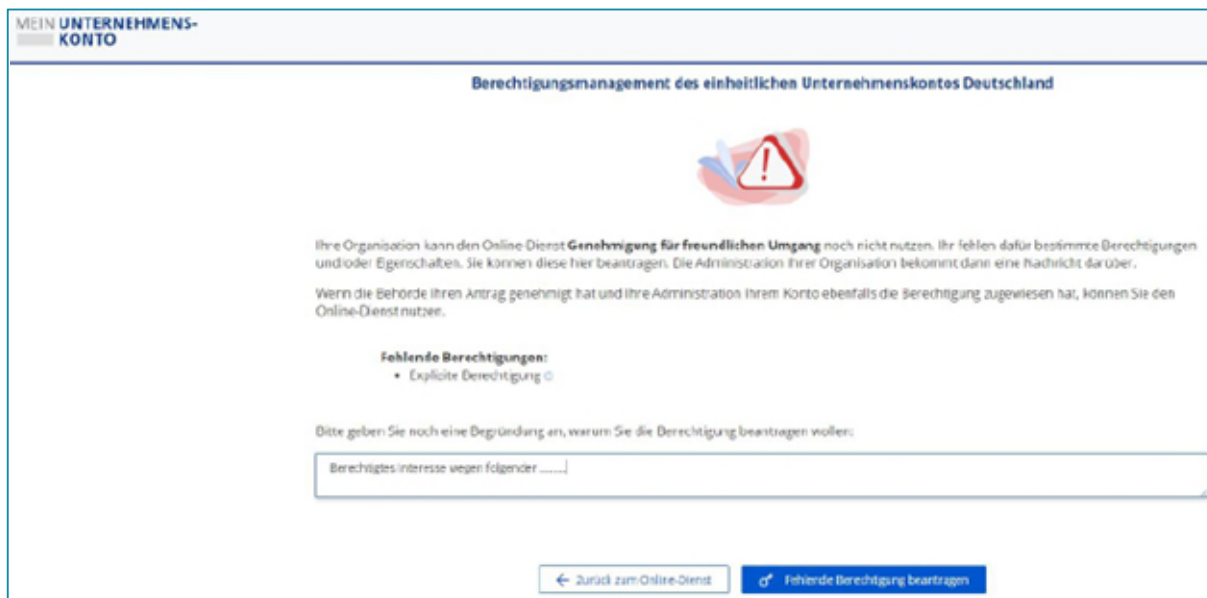 MEIN UNTERNEHMENS-
KONTO
Berechtigungsmanagement des einheitlichen Unternehmenskontos Deutschland
Ihre Organisation kann den Online-Dienst Genehmigung für freundlichen Umgang noch nicht nutzen. Ihr fehlen dafür bestimmte Berechtigungen
und/oder Eigenschaften. Sie können diese hier beantragen. Die Administration Ihrer Organisation bekommt dann eine Nachricht darüber.
Wenn die Behörde Ihren Antrag genehmigt hat und Ihre Administration Ihrem Konto ebenfalls die Berechtigung zugewiesen hat, können Sie den
Online-Dienst nutzen.
Fehlende Berechtigungen:
• Explizite Berechtigung
Bitte geben Sie noch eine Begründung an, warum Sie die Berechtigung beantragen wollen:
Berechtigtes Interesse wegen folgender ........
← Zurück zum Online-Dienst
Fehlende Berechtigung beantragen